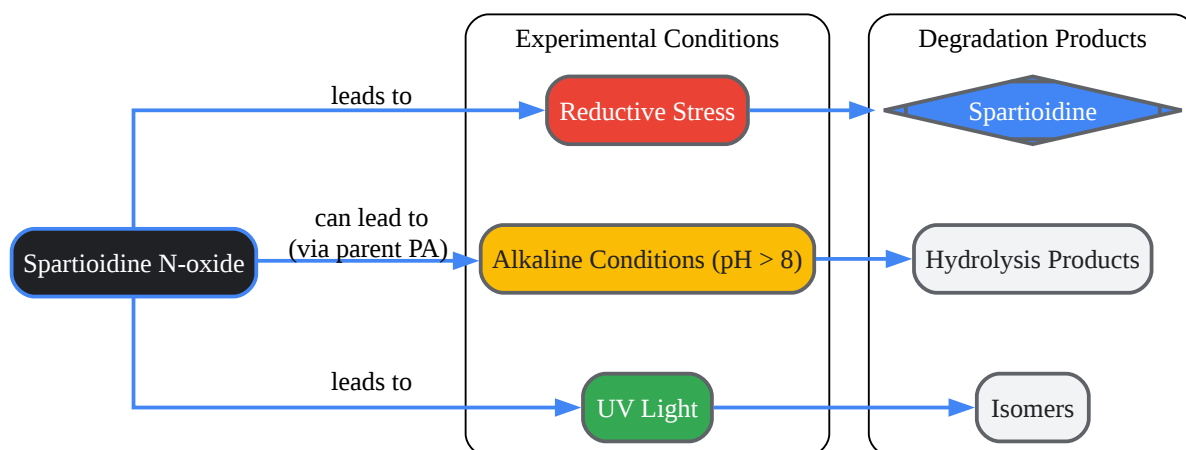 Experimental Conditions
Degradation Products
leads to
Reductive Stress
Spartioidine
can lead to
(via parent PA)
Spartioidine N-oxide
Alkaline Conditions (pH > 8)
Hydrolysis Products
leads to
UV Light
Isomers